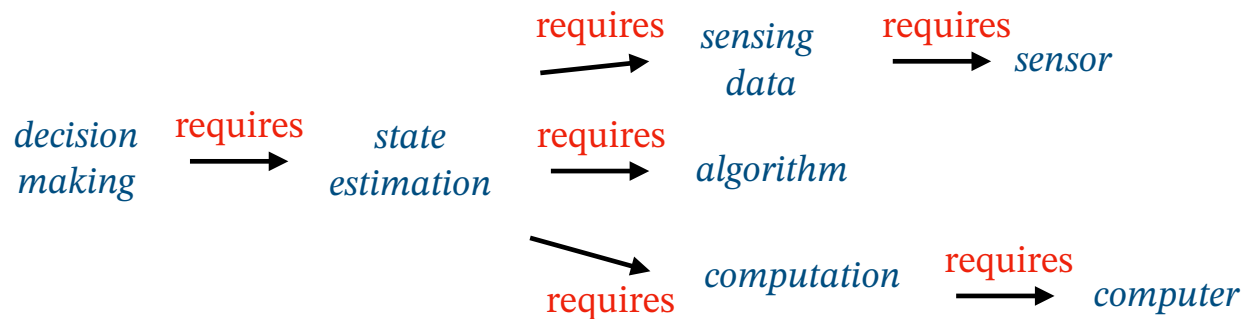 decision
making
requires
state
estimation
requires
sensing
data
requires
sensor
requires
algorithm
requires
computation
requires
computer